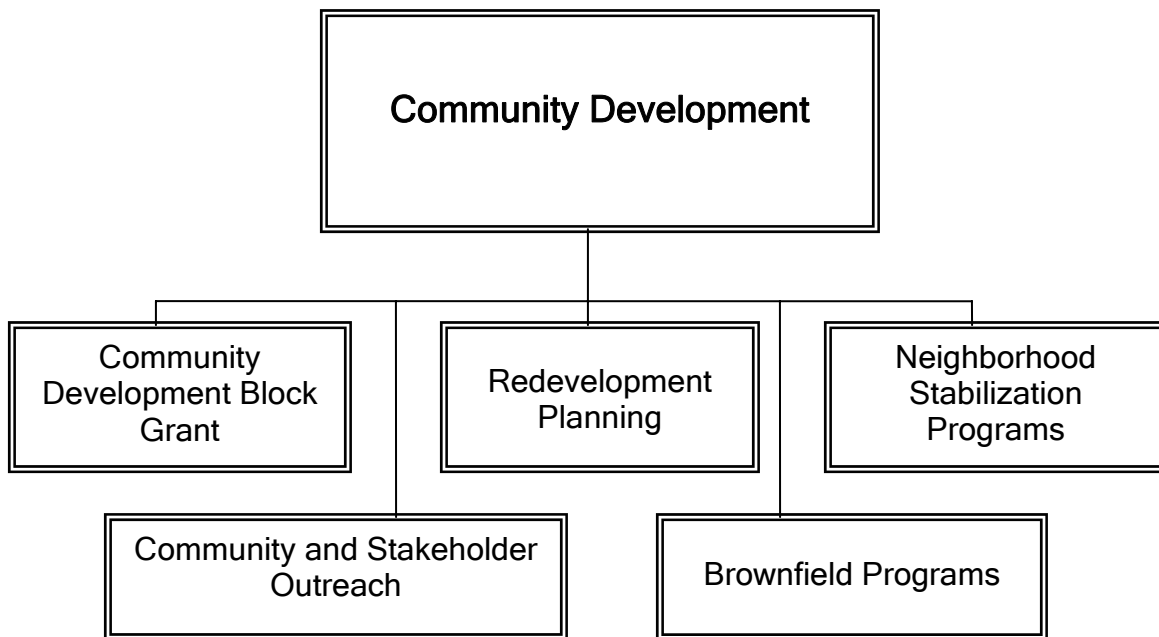 Community Development
Community
Development Block
Grant
Redevelopment
Planning
Neighborhood
Stabilization
Programs
Community and Stakeholder
Outreach
Brownfield Programs